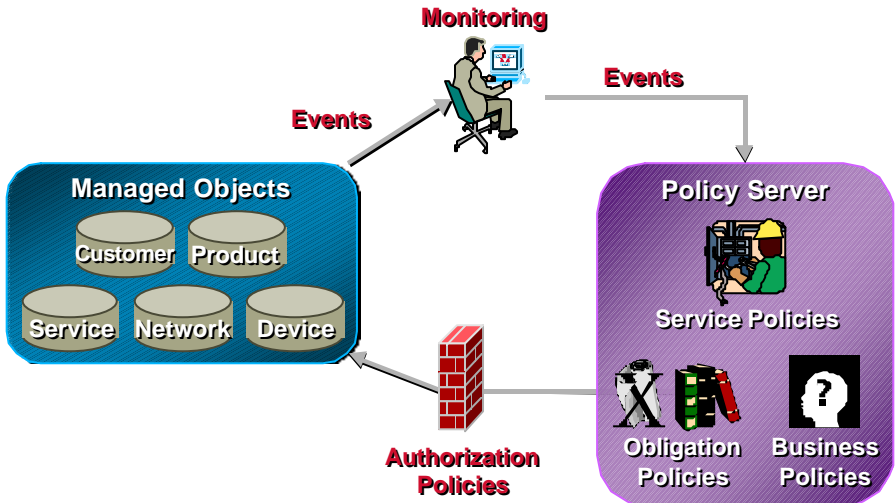 Monitoring
Events
Events
Managed Objects
Customer
Product
Service
Network
Device
Policy Server
Service Policies
X
?
Obligation
Policies
Business
Policies
Authorization
Policies